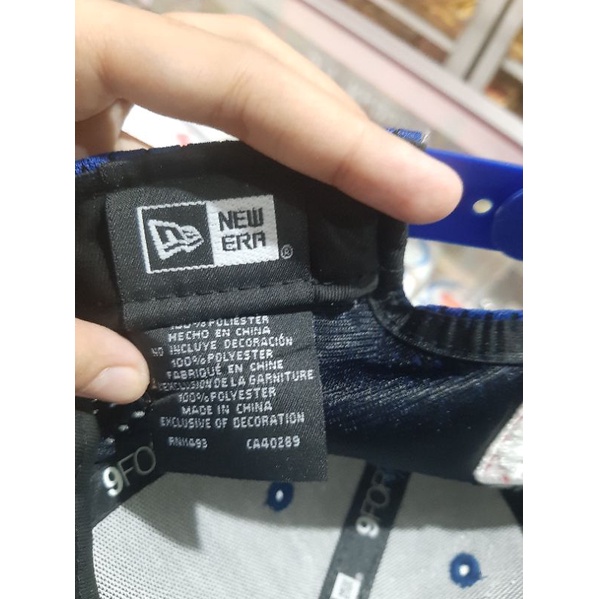 NEW
ERA
®
100% POLIESTER
HECHO EN CHINA
NO INCLUYE DECORACIÓN
100% POLYESTER
FABRIQUÉ EN CHINE
EXCLUSION DE LA GARNITURE
100% POLYESTER
MADE IN CHINA
EXCLUSIVE OF DECORATION
RN11493 CA40289
9FO
9FOR